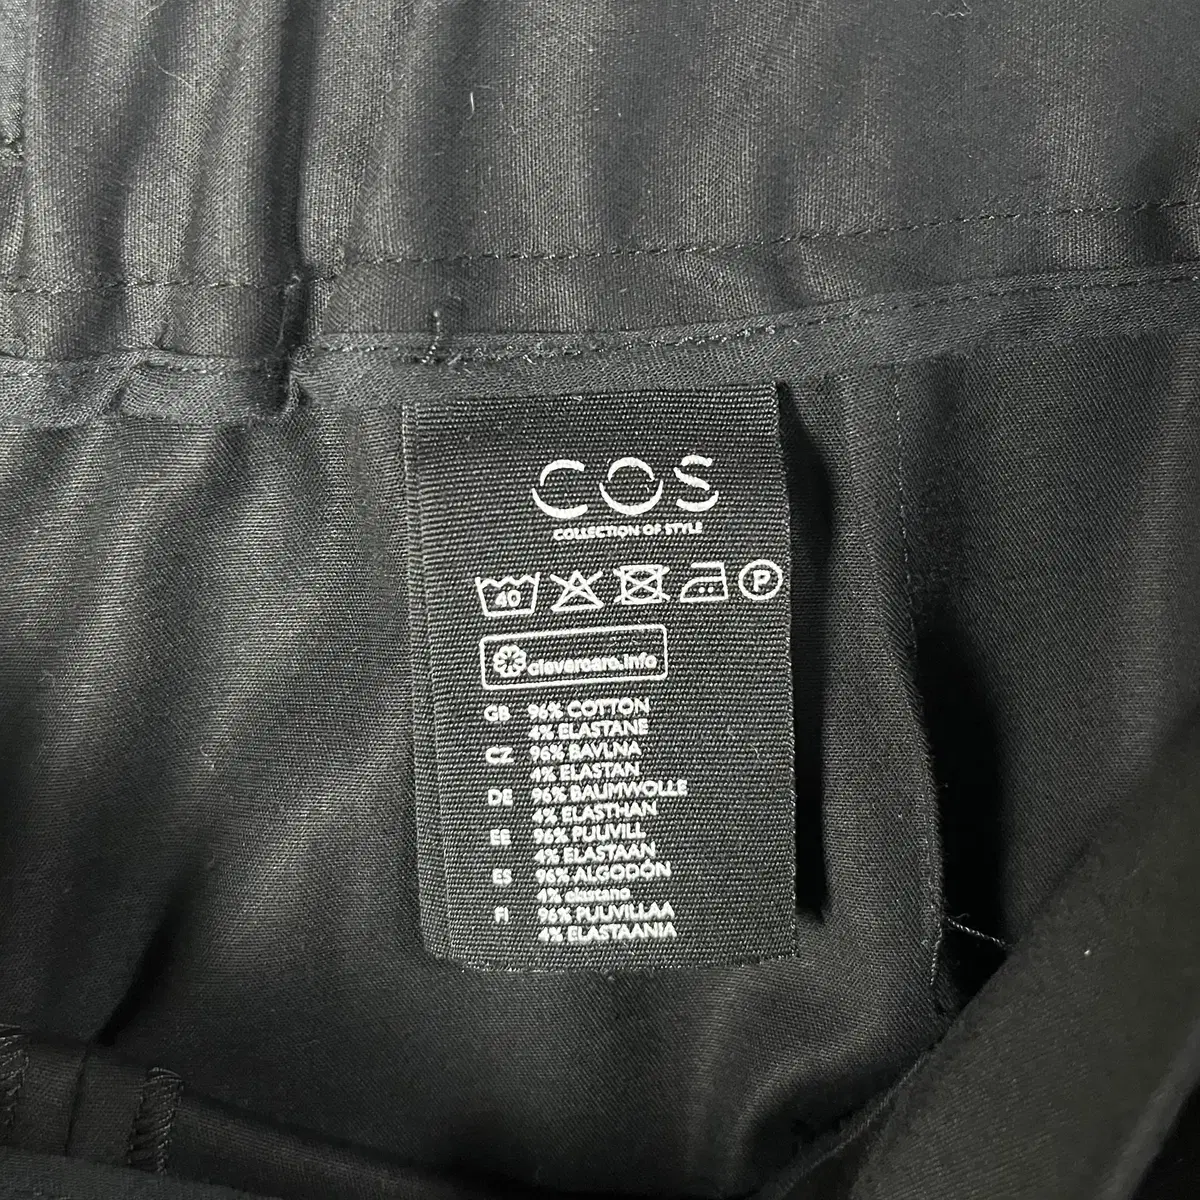 COS
COLLECTION OF STYLE
40 P
clevercare.info
GB 96% COTTON
4% ELASTANE
CZ 96% BAVLNA
4% ELASTAN
DE 96% BAUMWOLLE
4% ELASTHAN
EE 96% PUUVILL
4% ELASTAAN
ES 96% ALGODÓN
4% elastano
FI 96% PUUVILLAA
4% ELASTAANIA